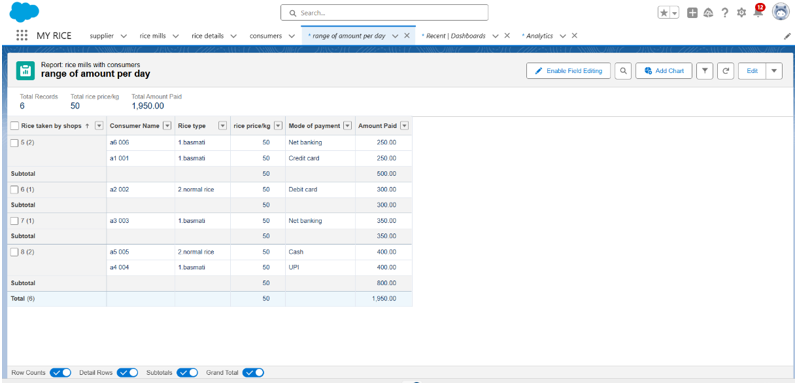 Search...
12
MY RICE
supplier
rice mills
rice details
consumers
* range of amount per day
* Recent | Dashboards
* Analytics
Report: rice mills with consumers
range of amount per day
Enable Field Editing
Add Chart
Edit
Total Records Total rice price/kg Total Amount Paid
6 50 1,950.00
Rice taken by shops ↑ Consumer Name Rice type rice price/kg Mode of payment Amount Paid
5 (2) a6 006 1.basmati 50 Net banking 250.00
a1 001 1.basmati 50 Credit card 250.00
Subtotal 50 500.00
6 (1) a2 002 2.normal rice 50 Debit card 300.00
Subtotal 50 300.00
7 (1) a3 003 1.basmati 50 Net banking 350.00
Subtotal 50 350.00
8 (2) a5 005 2.normal rice 50 Cash 400.00
a4 004 1.basmati 50 UPI 400.00
Subtotal 50 800.00
Total (6) 50 1,950.00
Row Counts Detail Rows Subtotals Grand Total